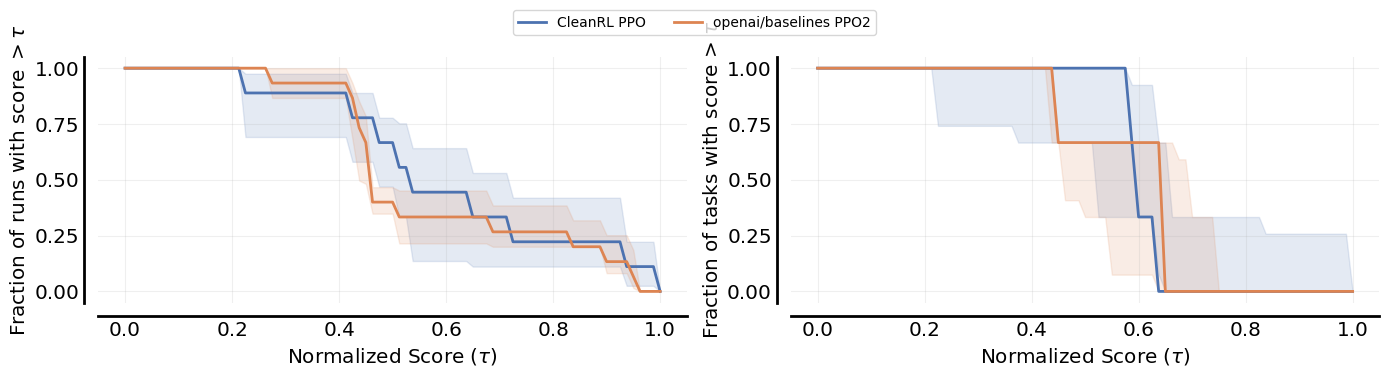 CleanRL PPO
openai/baselines PPO2
Fraction of runs with score > τ
1.00
0.75
0.50
0.25
0.00
0.0 0.2 0.4 0.6 0.8 1.0
Normalized Score (τ)
Fraction of tasks with score > τ
1.00
0.75
0.50
0.25
0.00
0.0 0.2 0.4 0.6 0.8 1.0
Normalized Score (τ)